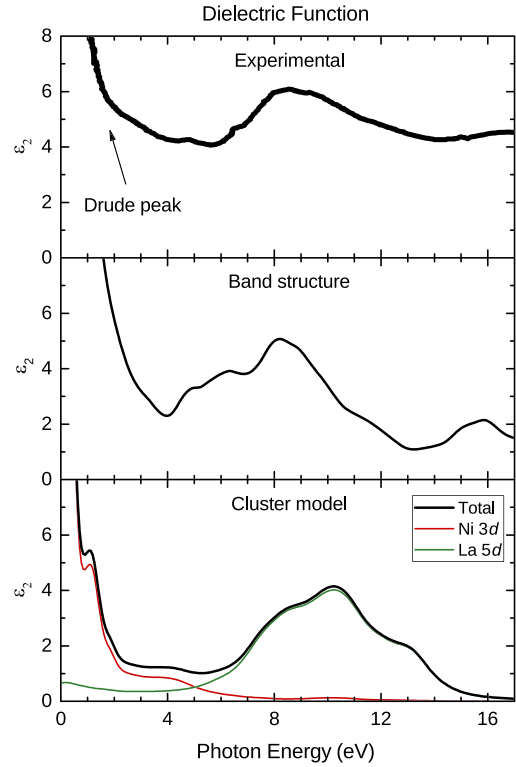 Dielectric Function
8
Experimental
6
ε2
4
Drude peak
2
0
Band structure
6
ε2
4
2
0
Cluster model
Total
Ni 3d
La 5d
6
ε2
4
2
0
0 4 8 12 16
Photon Energy (eV)